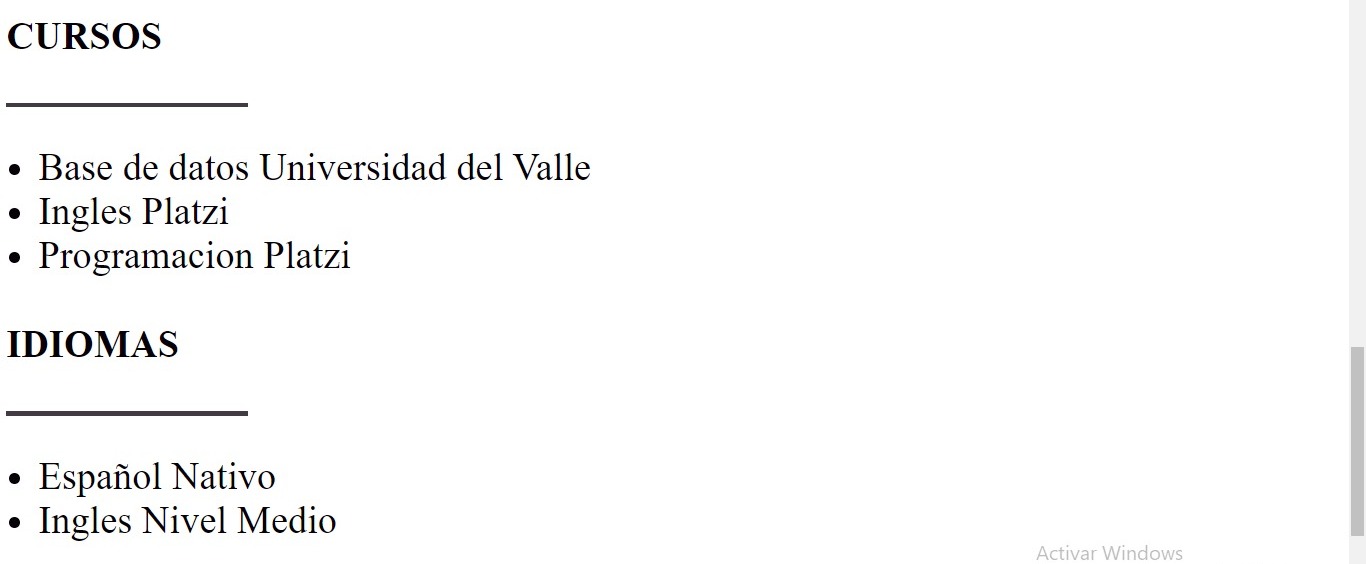 CURSOS
Base de datos Universidad del Valle
Ingles Platzi
Programacion Platzi
IDIOMAS
Español Nativo
Ingles Nivel Medio
Activar Windows